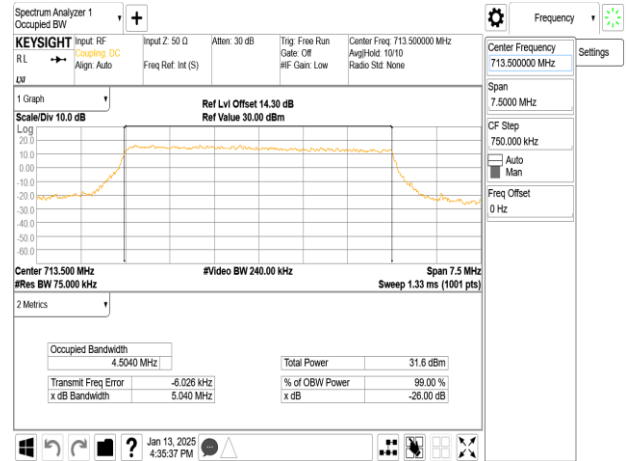 Spectrum Analyzer 1
Occupied BW
Frequency
KEYSIGHT
RL
LXI
Input: RF
Coupling: DC
Align: Auto
Input Z: 50 Ω
Freq Ref: Int (S)
Atten: 30 dB
Trig: Free Run
Gate: Off
#IF Gain: Low
Center Freq: 713.500000 MHz
Avg|Hold: 10/10
Radio Std: None
Center Frequency
713.500000 MHz
Settings
Span
7.5000 MHz
CF Step
750.000 kHz
Auto
Man
Freq Offset
0 Hz
1 Graph
Scale/Div 10.0 dB
Ref Lvl Offset 14.30 dB
Ref Value 30.00 dBm
Log
20.0
10.0
0.00
-10.0
-20.0
-30.0
-40.0
-50.0
-60.0
Center 713.500 MHz
#Video BW 240.00 kHz
Span 7.5 MHz
#Res BW 75.000 kHz
Sweep 1.33 ms (1001 pts)
2 Metrics
Occupied Bandwidth
4.5040 MHz
Total Power 31.6 dBm
Transmit Freq Error -6.026 kHz
% of OBW Power 99.00 %
x dB Bandwidth 5.040 MHz
x dB -26.00 dB
?
Jan 13, 2025
4:35:37 PM